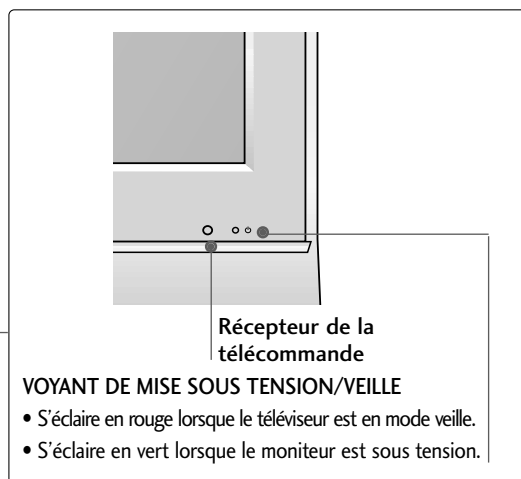 Récepteur de la
télécommande
VOYANT DE MISE SOUS TENSION/VEILLE
• S’éclaire en rouge lorsque le téléviseur est en mode veille.
• S’éclaire en vert lorsque le moniteur est sous tension.